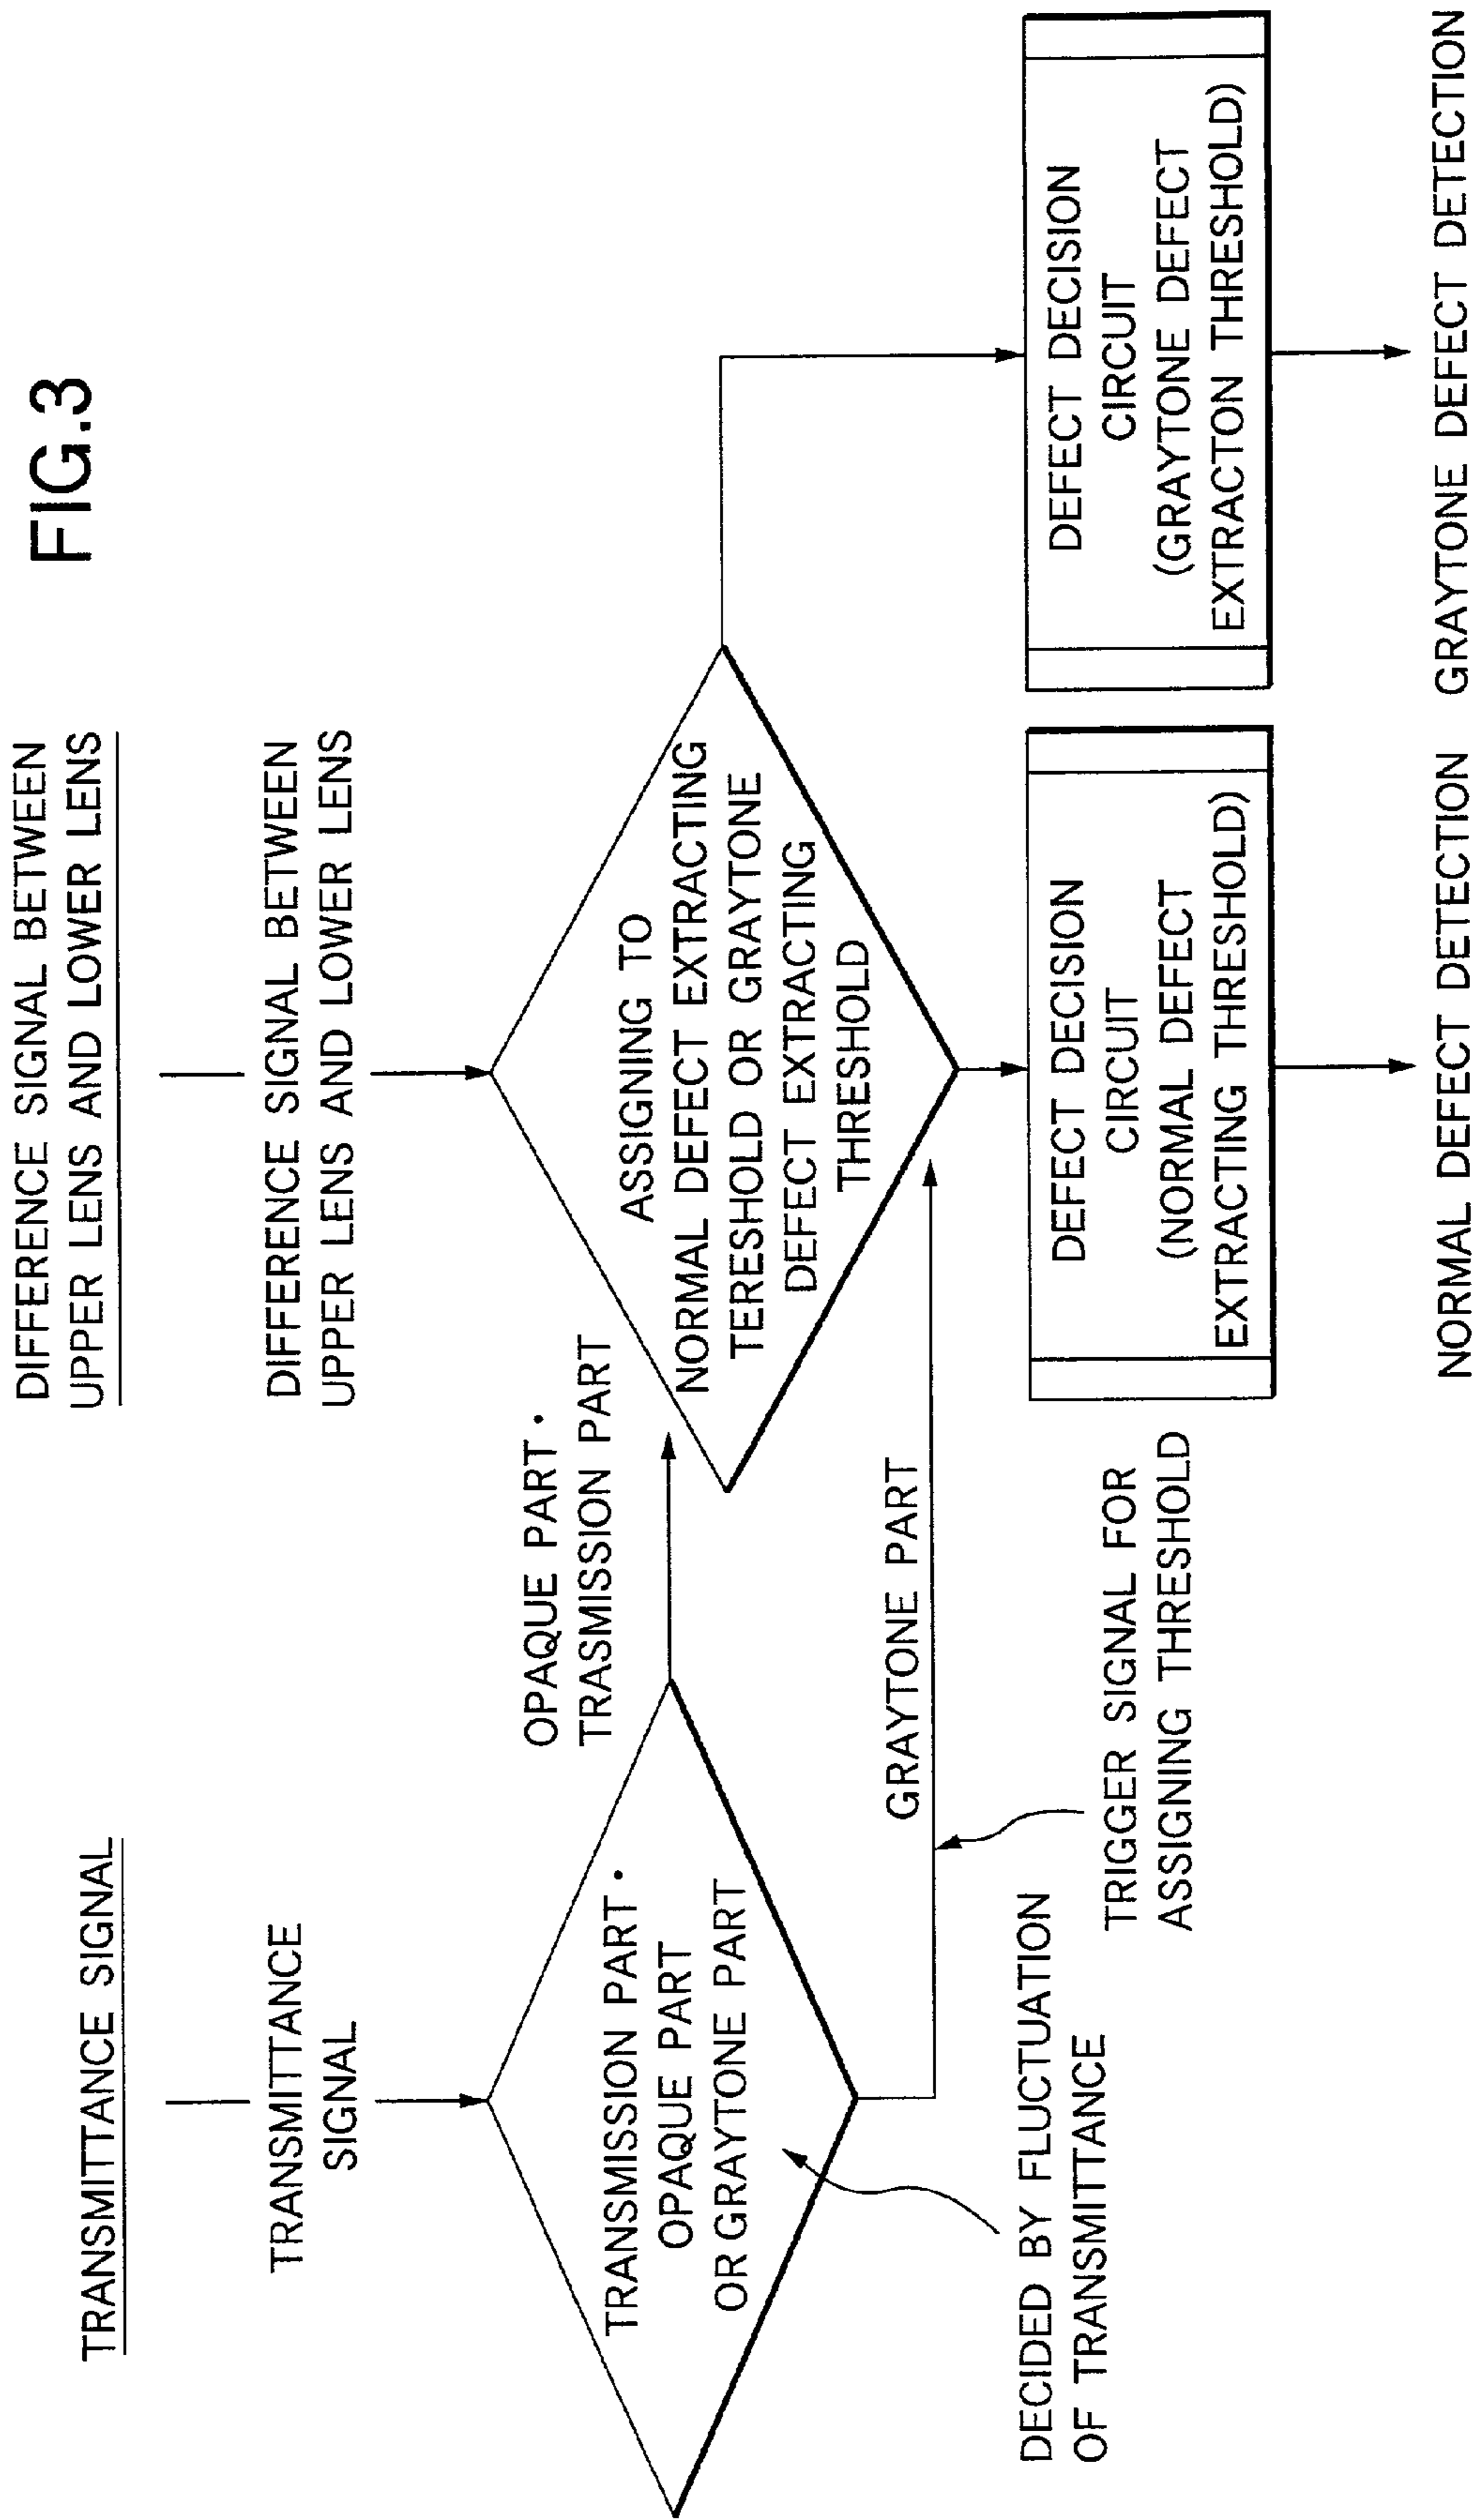 FIG.3
TRANSMITTANCE SIGNAL
DIFFERENCE SIGNAL BETWEEN
UPPER LENS AND LOWER LENS
TRANSMITTANCE
SIGNAL
DIFFERENCE SIGNAL BETWEEN
UPPER LENS AND LOWER LENS
TRANSMISSION PART・
OPAQUE PART
OR GRAYTONE PART
OPAQUE PART・
TRASMISSION PART
ASSIGNING TO
NORMAL DEFECT EXTRACTING
TERESHOLD OR GRAYTONE
DEFECT EXTRACTING
THRESHOLD
GRAYTONE PART
DECIDED BY FLUCTUATION
OF TRANSMITTANCE
TRIGGER SIGNAL FOR
ASSIGNING THRESHOLD
DEFECT DECISION
CIRCUIT
(NORMAL DEFECT
EXTRACTING THRESHOLD)
DEFECT DECISION
CIRCUIT
(GRAYTONE DEFECT
EXTRACTON THRESHOLD)
NORMAL DEFECT DETECTION
GRAYTONE DEFECT DETECTION